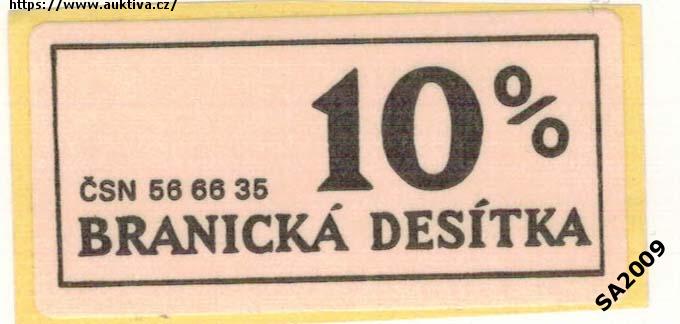 https://www.auktiva.cz/
10%
ČSN 56 66 35
BRANICKÁ DESÍTKA
SA2009